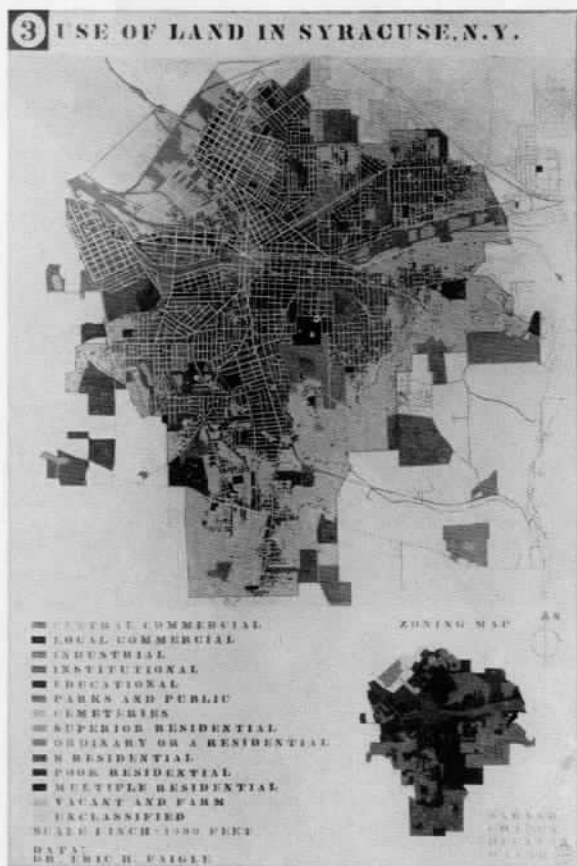 3 USE OF LAND IN SYRACUSE, N.Y.
CENTRAL COMMERCIAL
LOCAL COMMERCIAL
INDUSTRIAL
INSTITUTIONAL
EDUCATIONAL
PARKS AND PUBLIC
CEMETERIES
SUPERIOR RESIDENTIAL
ORDINARY OR A RESIDENTIAL
B RESIDENTIAL
POOR RESIDENTIAL
MULTIPLE RESIDENTIAL
VACANT AND FARM
UNCLASSIFIED
SCALE 1 INCH=1000 FEET
DATA:
DR. ERIC H. FAIGLE
ZONING MAP
N